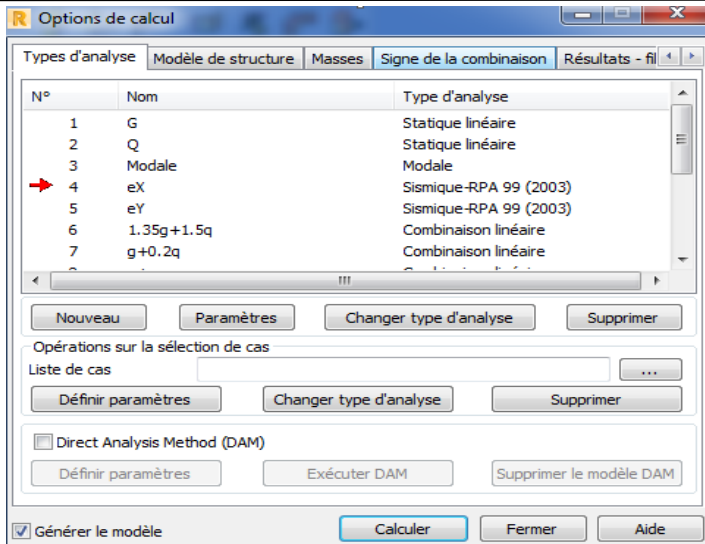 Options de calcul
Types d'analyse Modèle de structure Masses Signe de la combinaison Résultats - fil
N° Nom Type d'analyse
1 G Statique linéaire
2 Q Statique linéaire
3 Modale Modale
4 eX Sismique-RPA 99 (2003)
5 eY Sismique-RPA 99 (2003)
6 1.35g+1.5q Combinaison linéaire
7 g+0.2q Combinaison linéaire
Nouveau Paramètres Changer type d'analyse Supprimer
Opérations sur la sélection de cas
Liste de cas ...
Définir paramètres Changer type d'analyse Supprimer
Direct Analysis Method (DAM)
Définir paramètres Exécuter DAM Supprimer le modèle DAM
Générer le modèle Calculer Fermer Aide